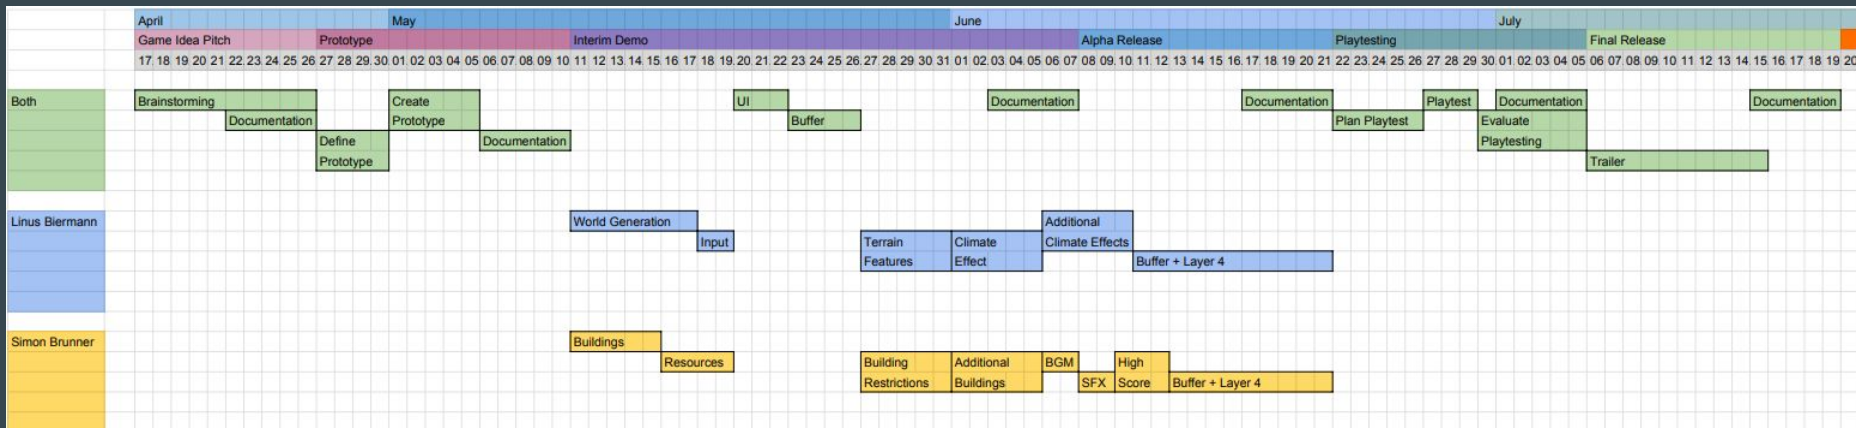 April May June July
Game Idea Pitch Prototype Interim Demo Alpha Release Playtesting Final Release
17 18 19 20 21 22 23 24 25 26 27 28 29 30 01 02 03 04 05 06 07 08 09 10 11 12 13 14 15 16 17 18 19 20 21 22 23 24 25 26 27 28 29 30 31 01 02 03 04 05 06 07 08 09 10 11 12 13 14 15 16 17 18 19 20 21 22 23 24 25 26 27 28 29 30 01 02 03 04 05 06 07 08 09 10 11 12 13 14 15 16 17 18 19 20
Both Brainstorming Create UI Documentation Documentation Playtest Documentation Documentation
Documentation Prototype Buffer Plan Playtest Evaluate
Define Documentation Playtesting
Prototype Trailer
Linus Biermann World Generation Additional
Input Terrain Climate Climate Effects
Features Effect Buffer + Layer 4
Simon Brunner Buildings
Resources Building Additional BGM High
Restrictions Buildings SFX Score Buffer + Layer 4